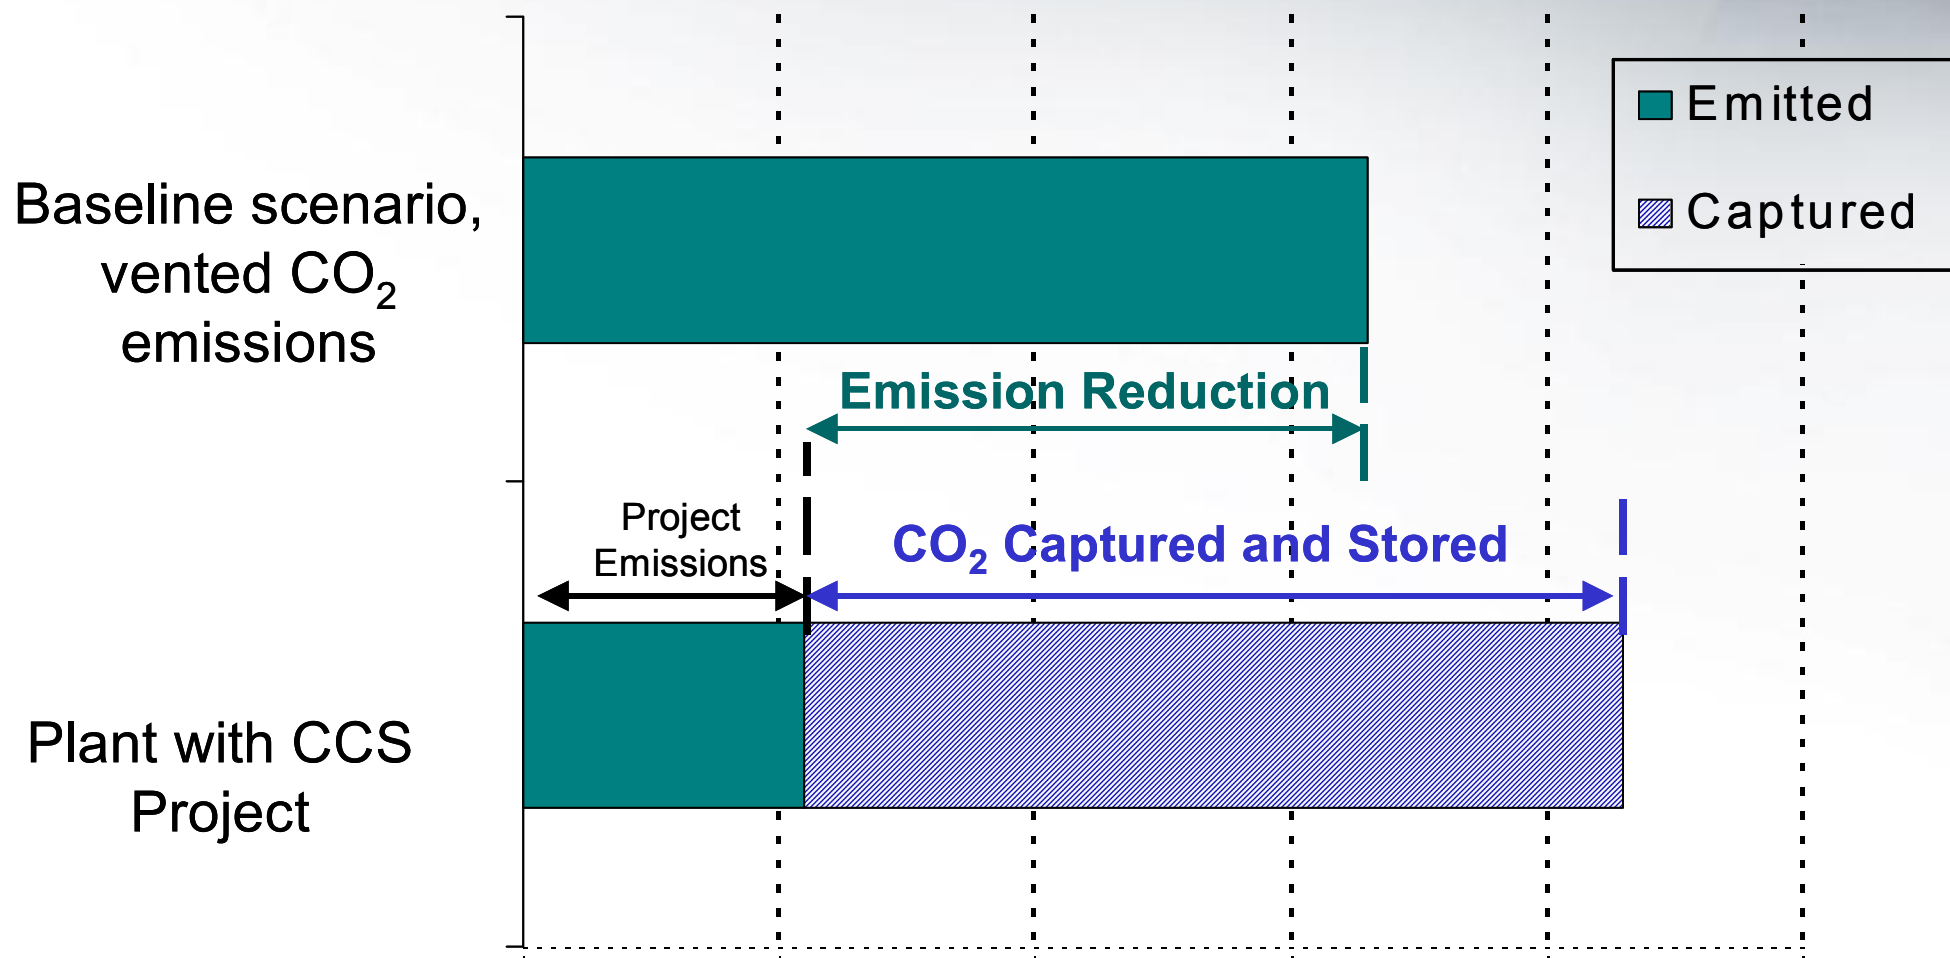 Emitted
Captured
Baseline scenario,
vented CO₂
emissions
Emission Reduction
Project
Emissions
CO₂ Captured and Stored
Plant with CCS
Project